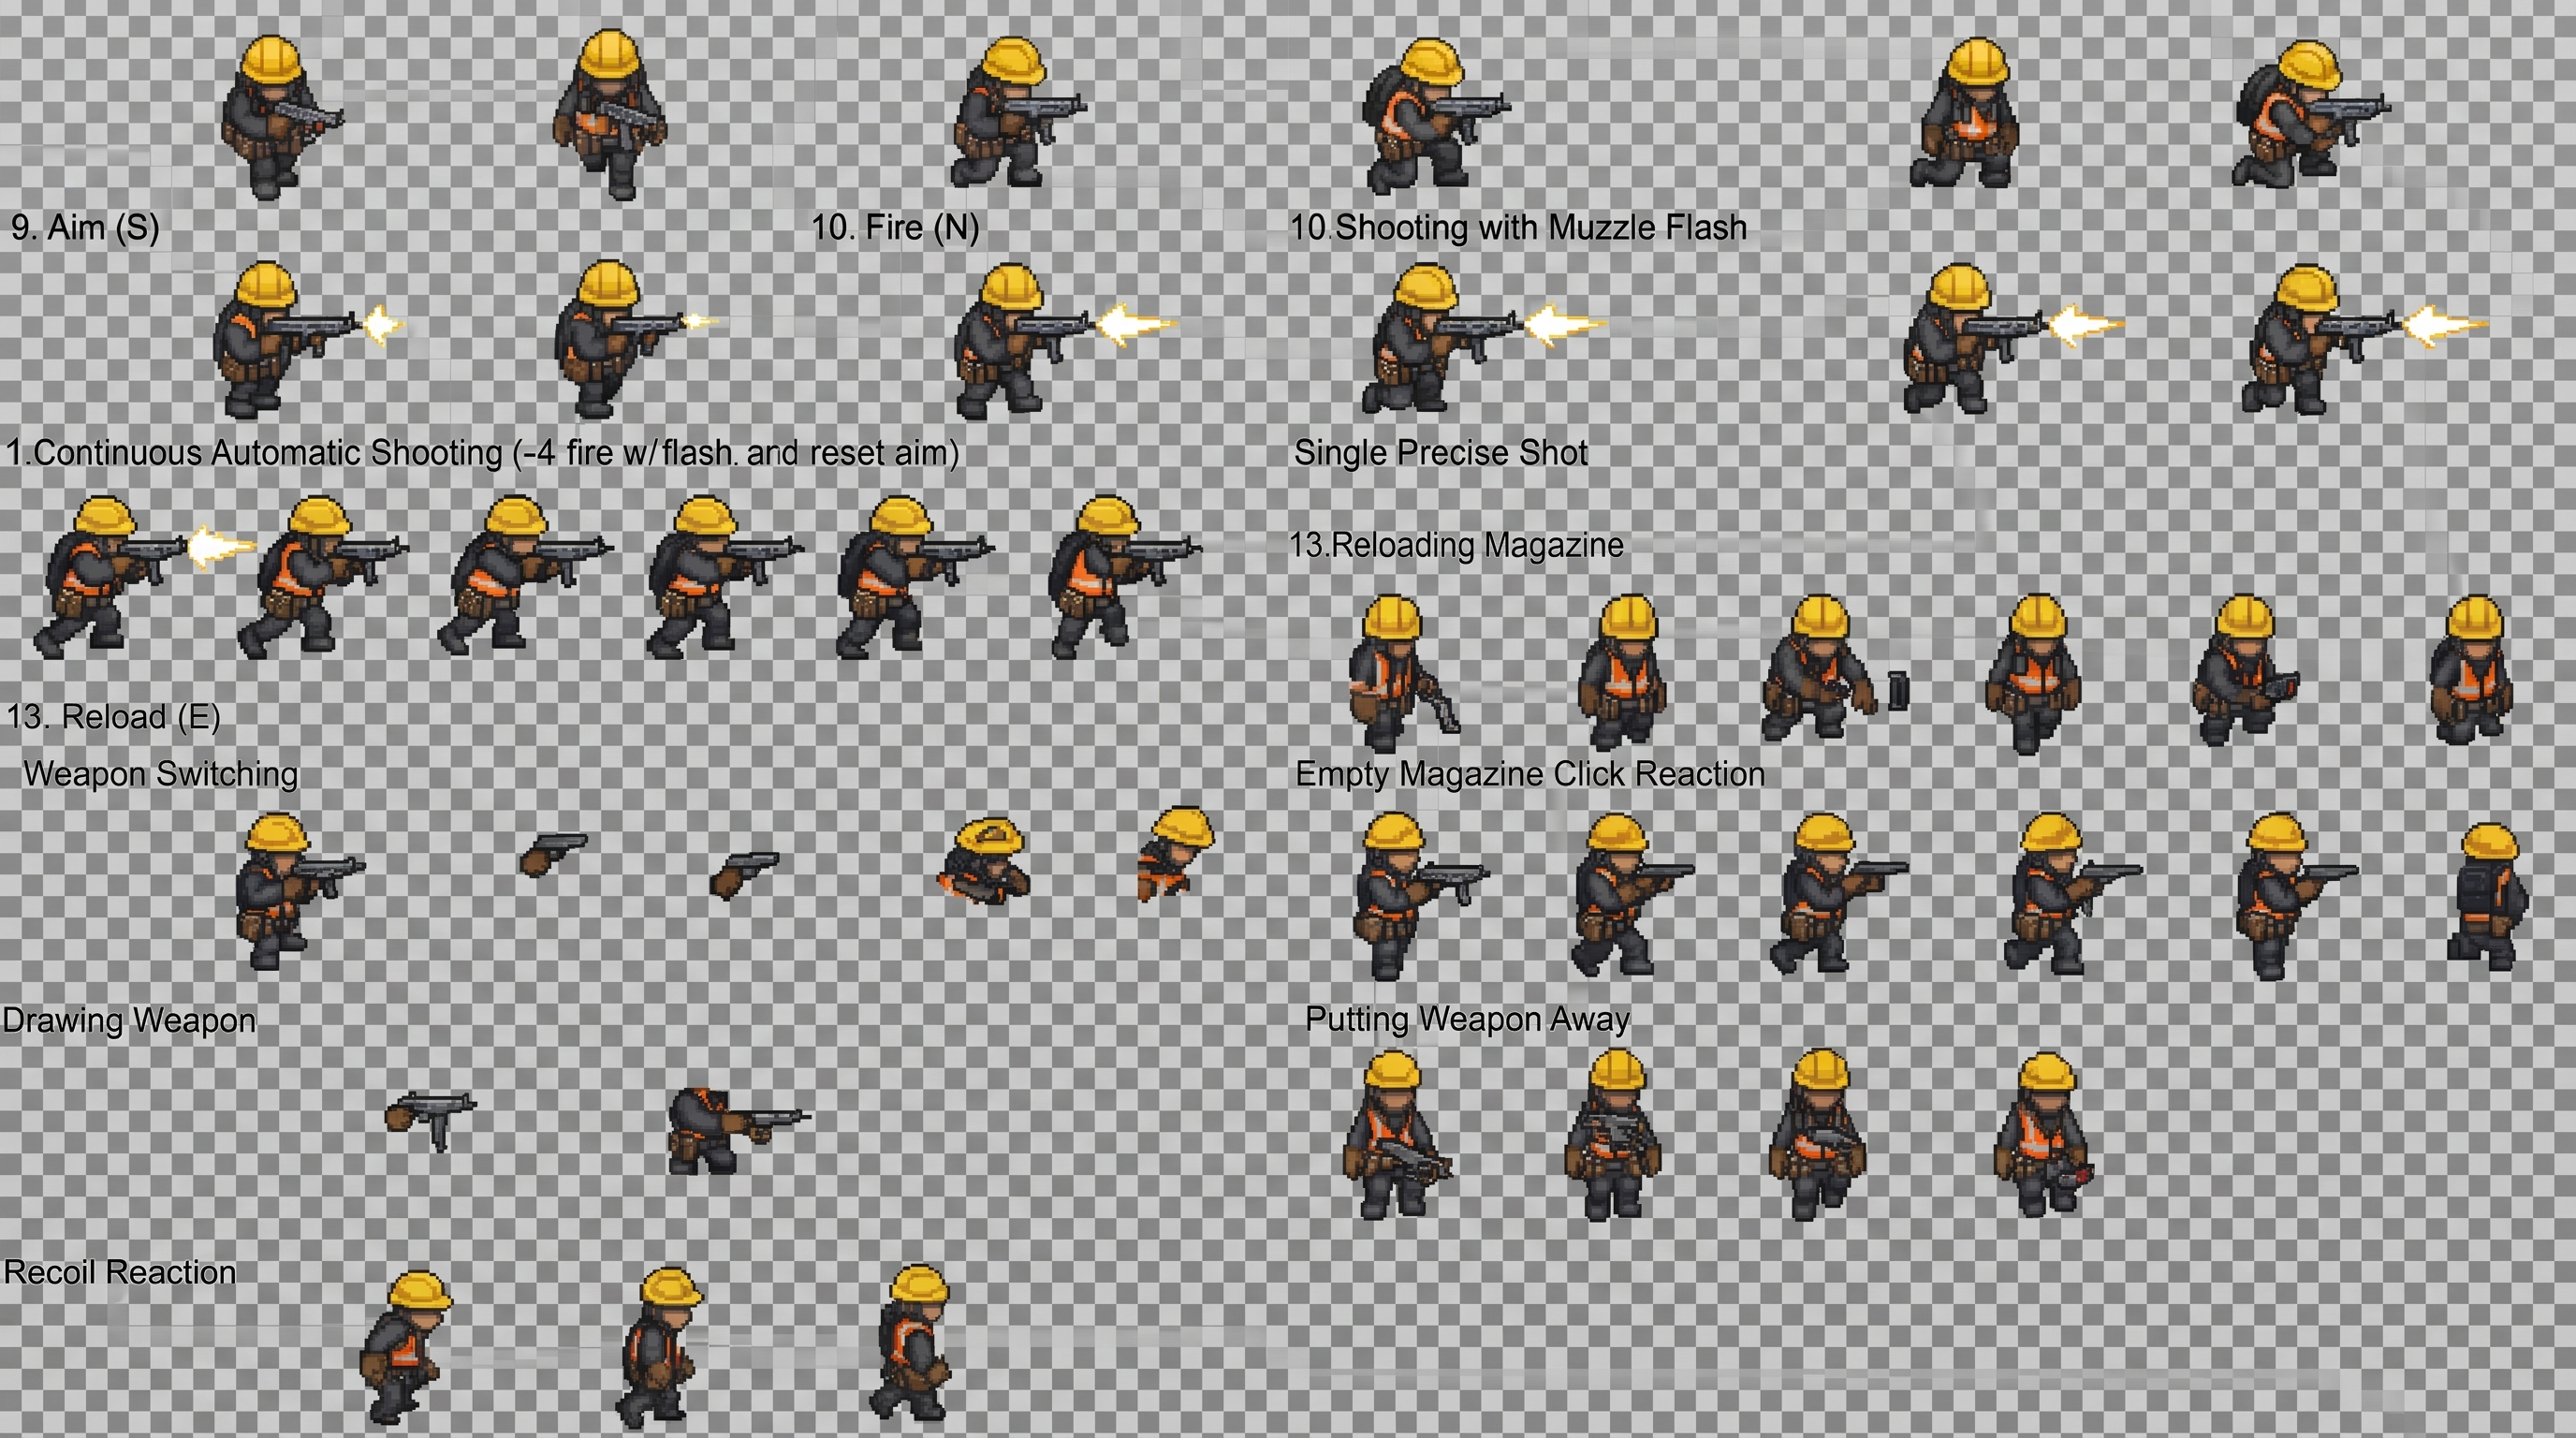 9. Aim (S)
10. Fire (N)
10.Shooting with Muzzle Flash
1.Continuous Automatic Shooting (-4 fire w/flash. and reset aim)
Single Precise Shot
13.Reloading Magazine
13. Reload (E)
Weapon Switching
Empty Magazine Click Reaction
Drawing Weapon
Putting Weapon Away
Recoil Reaction